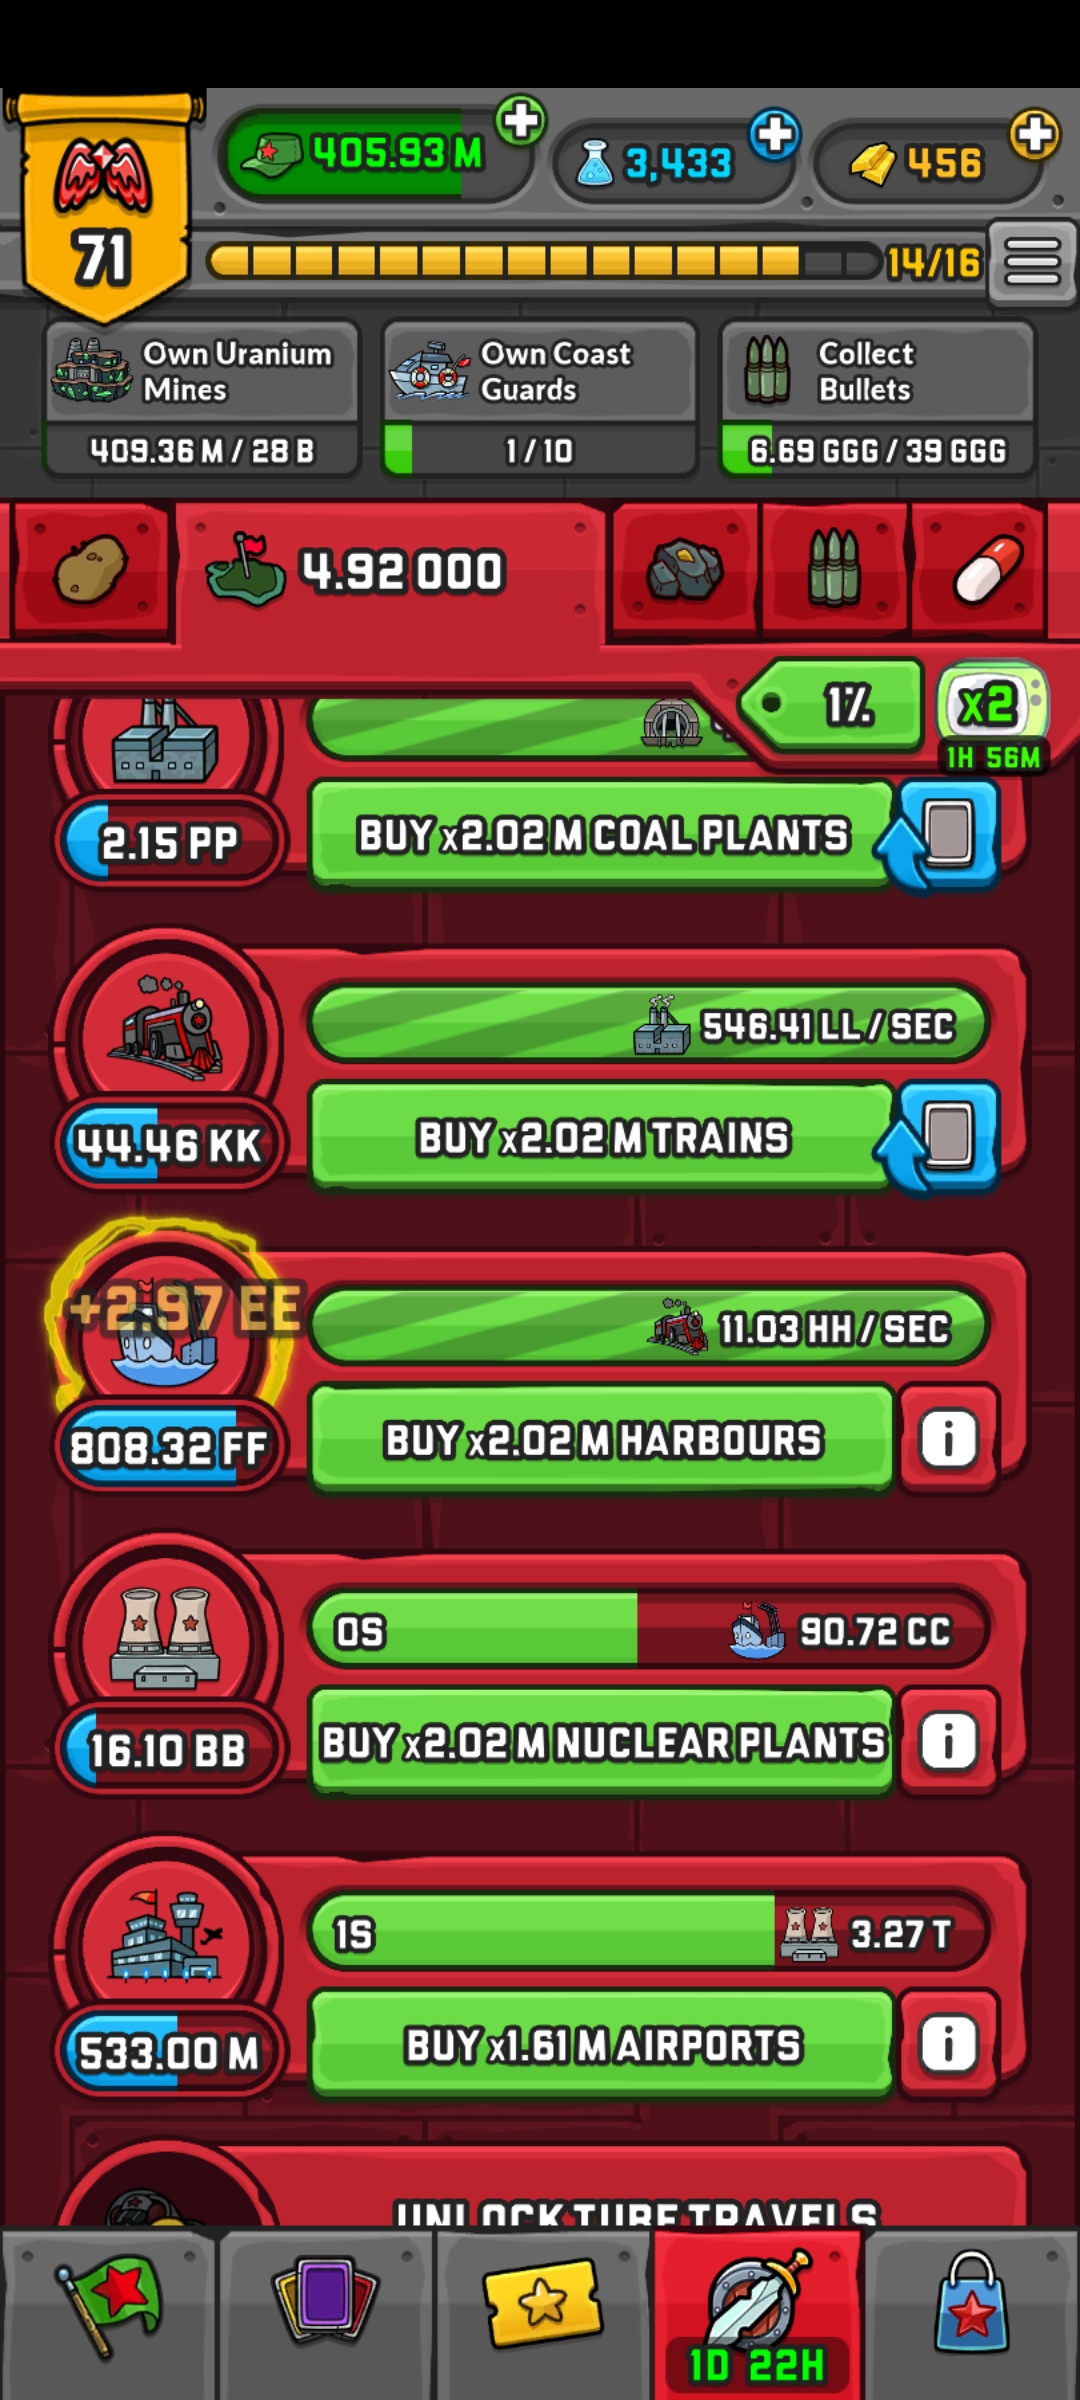 71
405.93 M
3,433
456
14/16
Own Uranium
Mines
409.36 M / 28 B
Own Coast
Guards
1 / 10
Collect
Bullets
6.69 GGG / 39 GGG
4.92 000
1%
x2
1H 56M
2.15 PP
BUY x2.02 M COAL PLANTS
546.41 LL / SEC
44.46 KK
BUY x2.02 M TRAINS
+2.97 EE
11.03 HH / SEC
808.32 FF
BUY x2.02 M HARBOURS
i
0S
90.72 CC
16.10 BB
BUY x2.02 M NUCLEAR PLANTS
i
1S
3.27 T
533.00 M
BUY x1.61 M AIRPORTS
i
UNLOCK TUBE TRAVELS
1D 22H